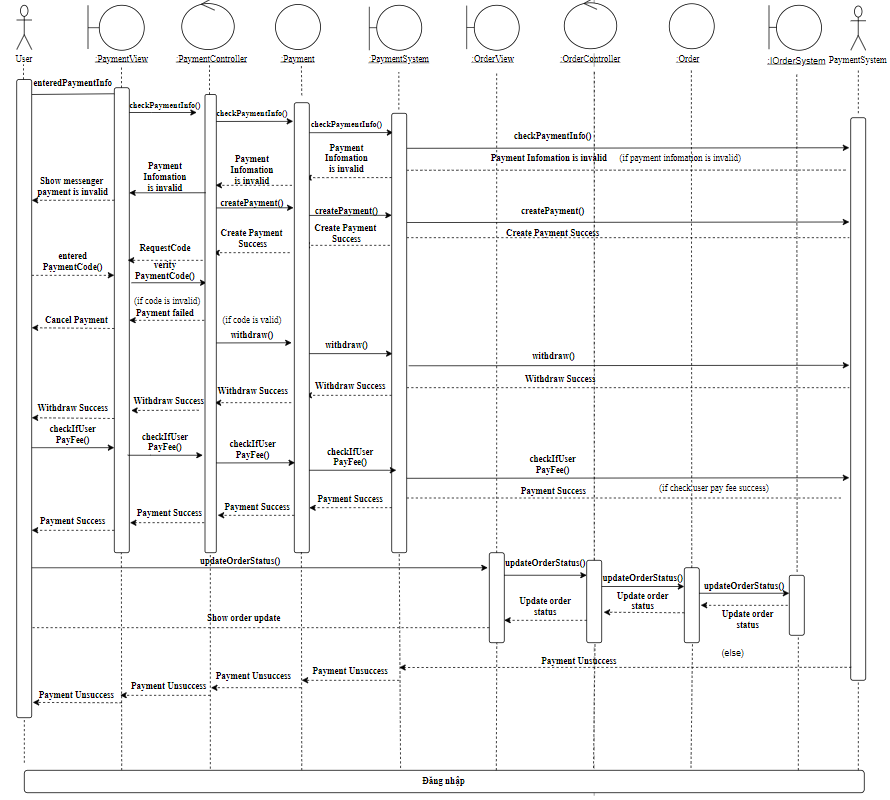 User
:PaymentView
:PaymentController
:Payment
:PaymentSystem
:OrderView
:OrderController
:Order
:IOrderSystem
PaymentSystem
enteredPaymentInfo
checkPaymentInfo()
checkPaymentInfo()
checkPaymentInfo()
checkPaymentInfo()
Payment Infomation is invalid
(if payment infomation is invalid)
Payment
Infomation
is invalid
Payment
Infomation
is invalid
Payment
Infomation
is invalid
Show messenger
payment is invalid
createPayment()
createPayment()
createPayment()
Create Payment Success
Create Payment
Success
Create Payment
Success
RequestCode
entered
PaymentCode()
verity
PaymentCode()
(if code is invalid)
Payment failed
Cancel Payment
(if code is valid)
withdraw()
withdraw()
withdraw()
Withdraw Success
Withdraw Success
Withdraw Success
Withdraw Success
Withdraw Success
checkIfUser
PayFee()
checkIfUser
PayFee()
checkIfUser
PayFee()
checkIfUser
PayFee()
checkIfUser
PayFee()
Payment Success
(if check user pay fee success)
Payment Success
Payment Success
Payment Success
Payment Success
updateOrderStatus()
updateOrderStatus()
updateOrderStatus()
updateOrderStatus()
Update order
status
Update order
status
Update order
status
Show order update
(else)
Payment Unsuccess
Payment Unsuccess
Payment Unsuccess
Payment Unsuccess
Payment Unsuccess
Đăng nhập